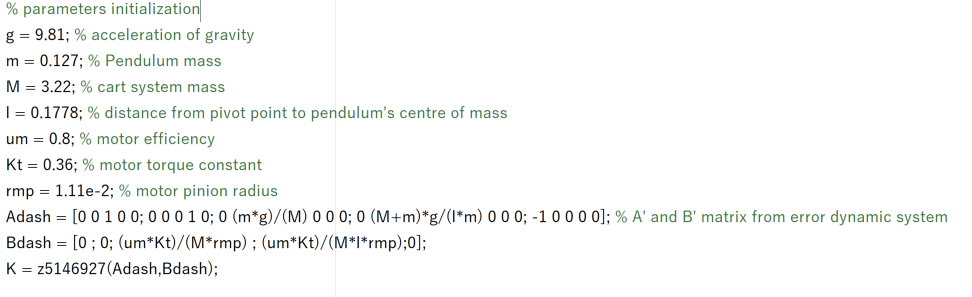 % parameters initialization
g = 9.81; % acceleration of gravity
m = 0.127; % Pendulum mass
M = 3.22; % cart system mass
l = 0.1778; % distance from pivot point to pendulum's centre of mass
um = 0.8; % motor efficiency
Kt = 0.36; % motor torque constant
rmp = 1.11e-2; % motor pinion radius
Adash = [0 0 1 0 0; 0 0 0 1 0; 0 (m*g)/(M) 0 0 0; 0 (M+m)*g/(l*m) 0 0 0; -1 0 0 0 0]; % A' and B' matrix from error dynamic system
Bdash = [0 ; 0; (um*Kt)/(M*rmp) ; (um*Kt)/(M*l*rmp);0];
K = z5146927(Adash,Bdash);